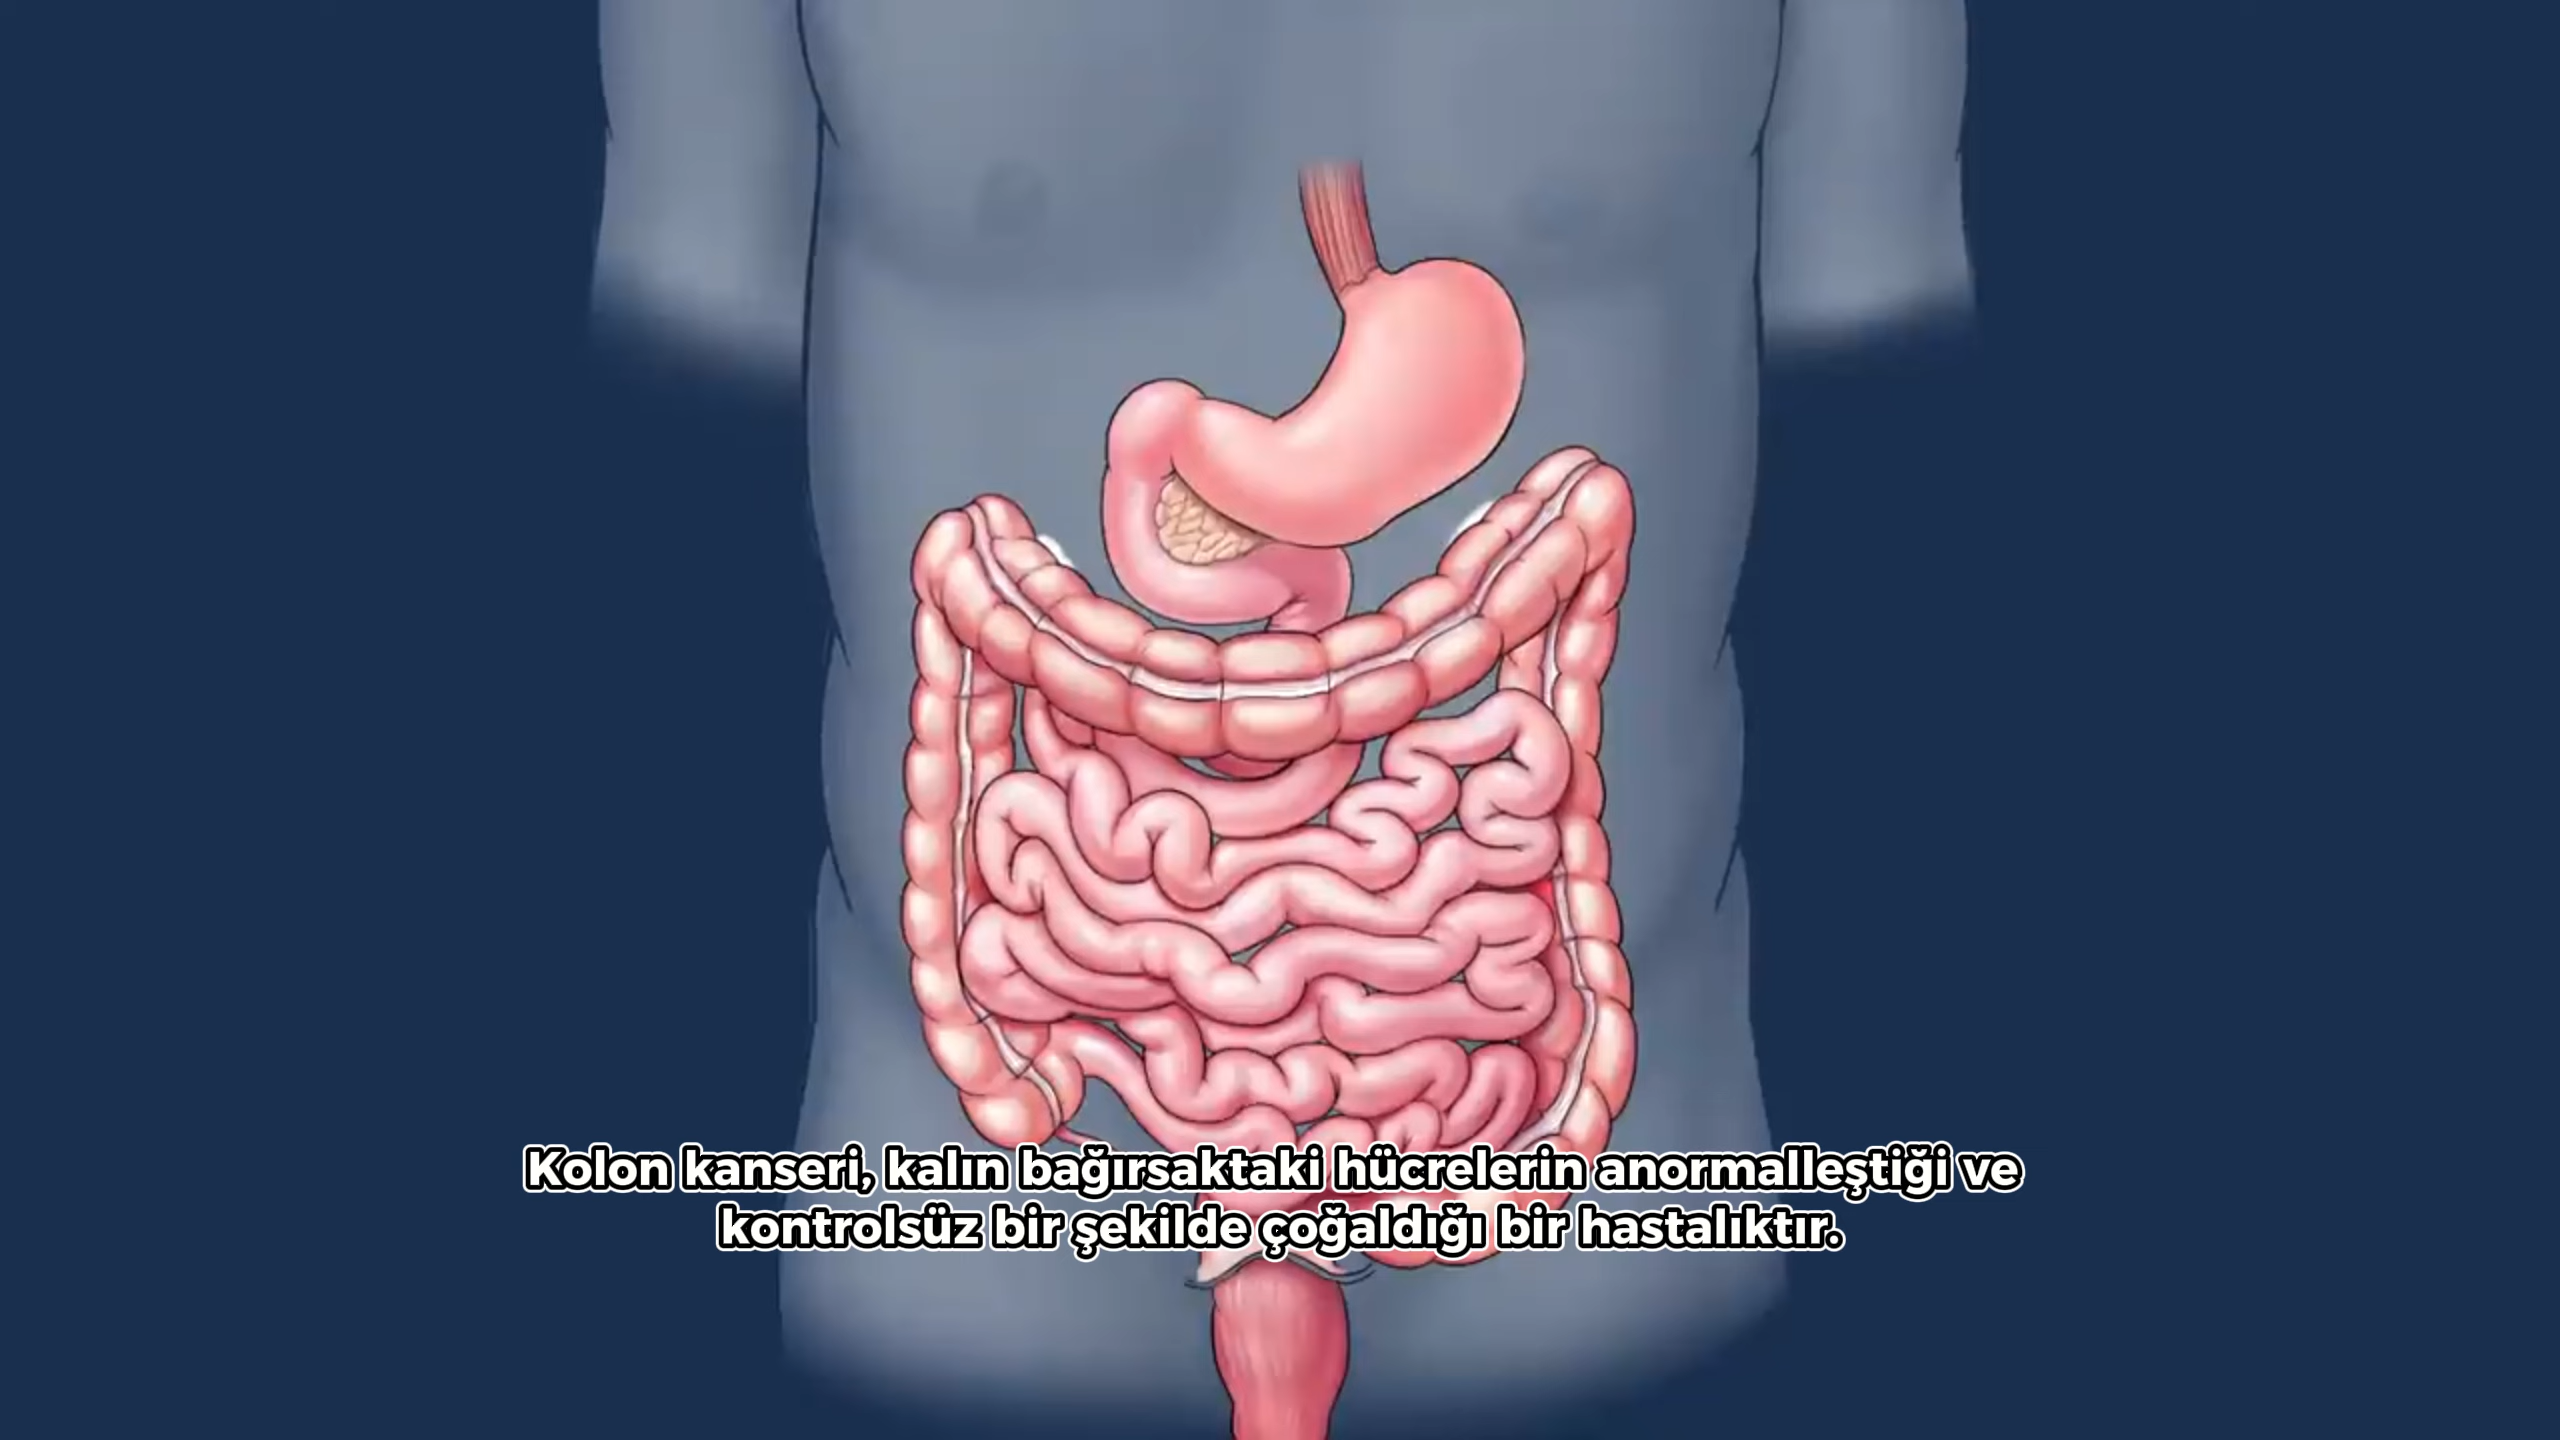 Kolon kanseri, kalın bağırsaktaki hücrelerin anormalleştiği ve
kontrolsüz bir şekilde çoğaldığı bir hastalıktır.